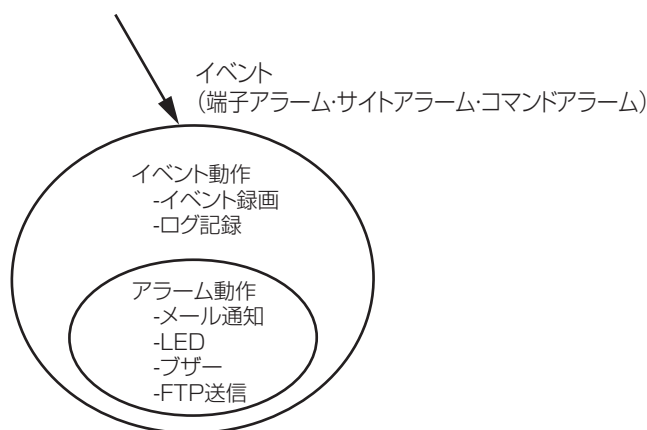 イベント
（端子アラーム･サイトアラーム･コマンドアラーム）
イベント動作
-イベント録画
-ログ記録
アラーム動作
-メール通知
-LED
-ブザー
-FTP送信